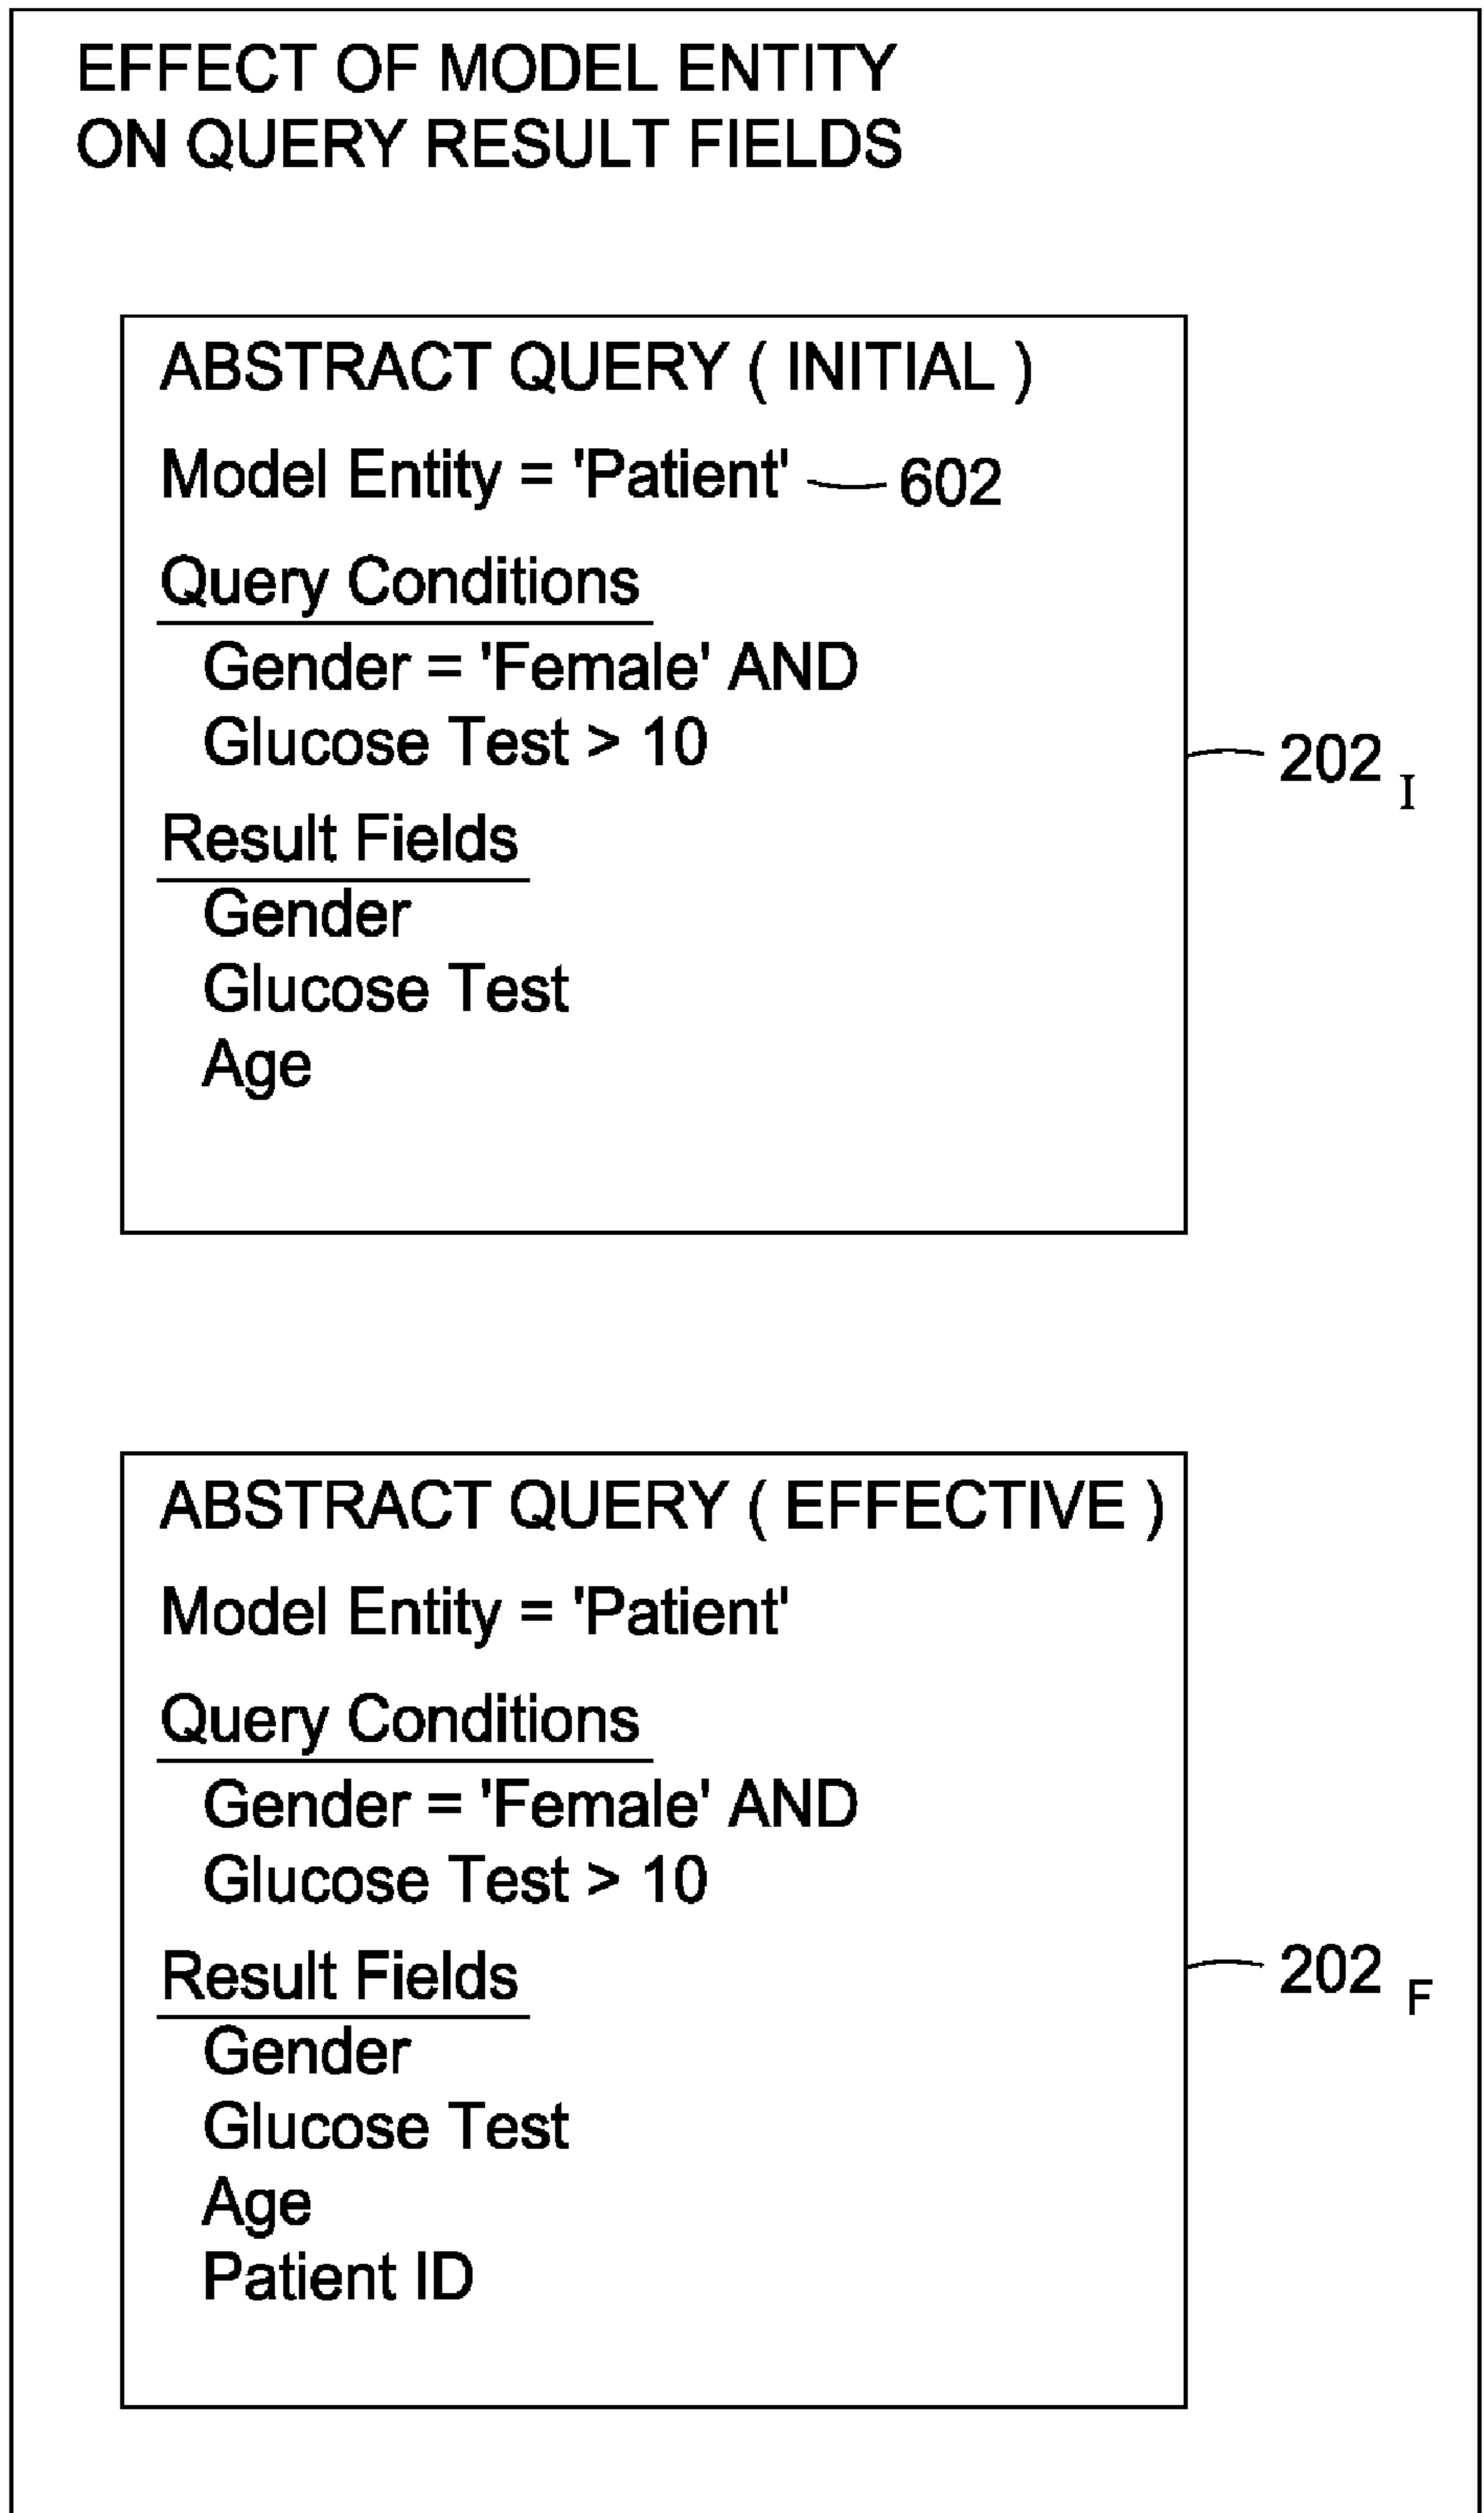 EFFECT OF MODEL ENTITY
ON QUERY RESULT FIELDS
ABSTRACT QUERY ( INITIAL )
Model Entity = 'Patient' 602
Query Conditions
Gender = 'Female' AND
Glucose Test > 10
202 I
Result Fields
Gender
Glucose Test
Age
ABSTRACT QUERY ( EFFECTIVE )
Model Entity = 'Patient'
Query Conditions
Gender = 'Female' AND
Glucose Test > 10
Result Fields
202 F
Gender
Glucose Test
Age
Patient ID